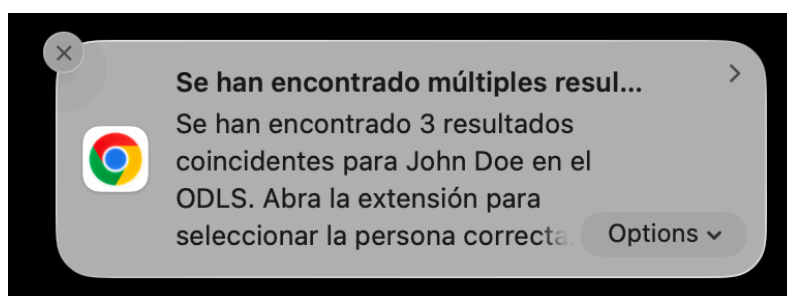 Se han encontrado múltiples resul...
Se han encontrado 3 resultados
coincidentes para John Doe en el
ODLS. Abra la extensión para
seleccionar la persona correcta.
Options